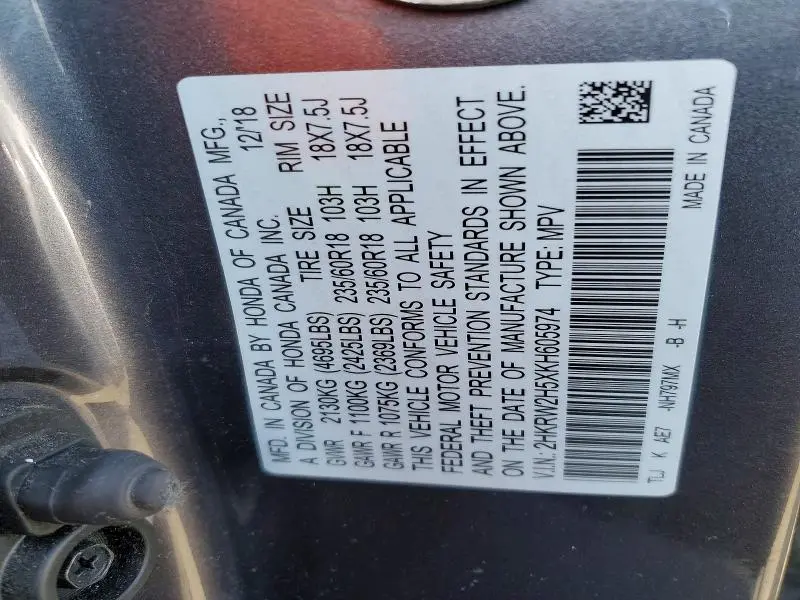 MFD. IN CANADA BY HONDA OF CANADA MFG.,
A DIVISION OF HONDA CANADA INC. 12/18
TIRE SIZE RIM SIZE
GVWR 2130KG (4695LBS)
GAWR F 1100KG (2425LBS) 235/60R18 103H 18X7.5J
GAWR R 1075KG (2369LBS) 235/60R18 103H 18X7.5J
THIS VEHICLE CONFORMS TO ALL APPLICABLE
FEDERAL MOTOR VEHICLE SAFETY
AND THEFT PREVENTION STANDARDS IN EFFECT
ON THE DATE OF MANUFACTURE SHOWN ABOVE.
V.I.N.: 2HKRW2H5XKH605974 TYPE: MPV
TLJ K AE7 -NH797MX -B -H
MADE IN CANADA